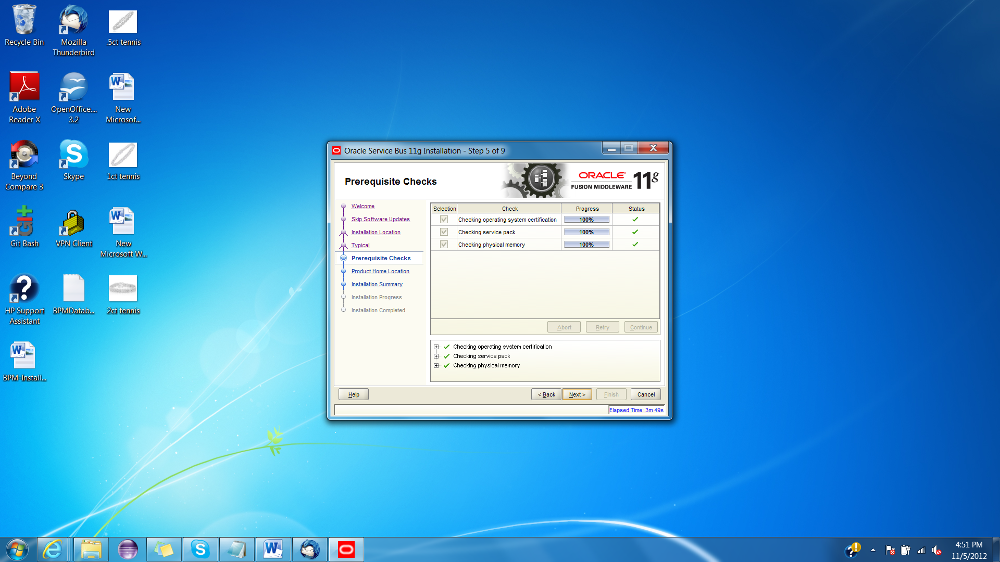 Recycle Bin
Mozilla
Thunderbird
.5ct tennis
Adobe
Reader X
OpenOffice....
3.2
New
Microsof...
Beyond
Compare 3
Skype
1ct tennis
Git Bash
VPN Client
New
Microsoft W...
HP Support
Assistant
BPMDatab...
2ct tennis
BPM-Install...
Oracle Service Bus 11g Installation - Step 5 of 9
Prerequisite Checks
ORACLE
FUSION MIDDLEWARE 11g
Welcome
Skip Software Updates
Installation Location
Typical
Prerequisite Checks
Product Home Location
Installation Summary
Installation Progress
Installation Completed
Selection Check Progress Status
Checking operating system certification 100%
Checking service pack 100%
Checking physical memory 100%
Abort Retry Continue
Checking operating system certification
Checking service pack
Checking physical memory
Help < Back Next > Finish Cancel
Elapsed Time: 3m 49s
4:51 PM
11/5/2012